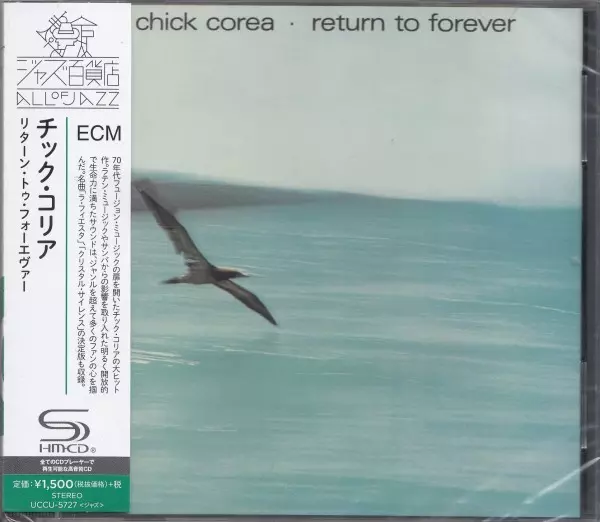 chick corea · return to forever
ジャズ百貨店
ALL OF JAZZ
チック・コリア
リターン・トゥ・フォーエヴァー
ECM
70年代フュージョン・ミュージックの扉を開いたチック・コリアの大ヒット
作。ラテン・ミュージックやサンバからの影響を取り入れた明るく開放的
で生命力に満ちたサウンドは、ジャンルを超えて多くのファンの心を掴
んだ。名曲「ラ・フィエスタ」、「クリスタル・サイレンス」の決定版も収録。
SHM-CD
全てのCDプレーヤーで
再生可能な高音質CD
定価:¥1,500(税抜価格)+税
STEREO
UCCU-5727 <ジャズ>